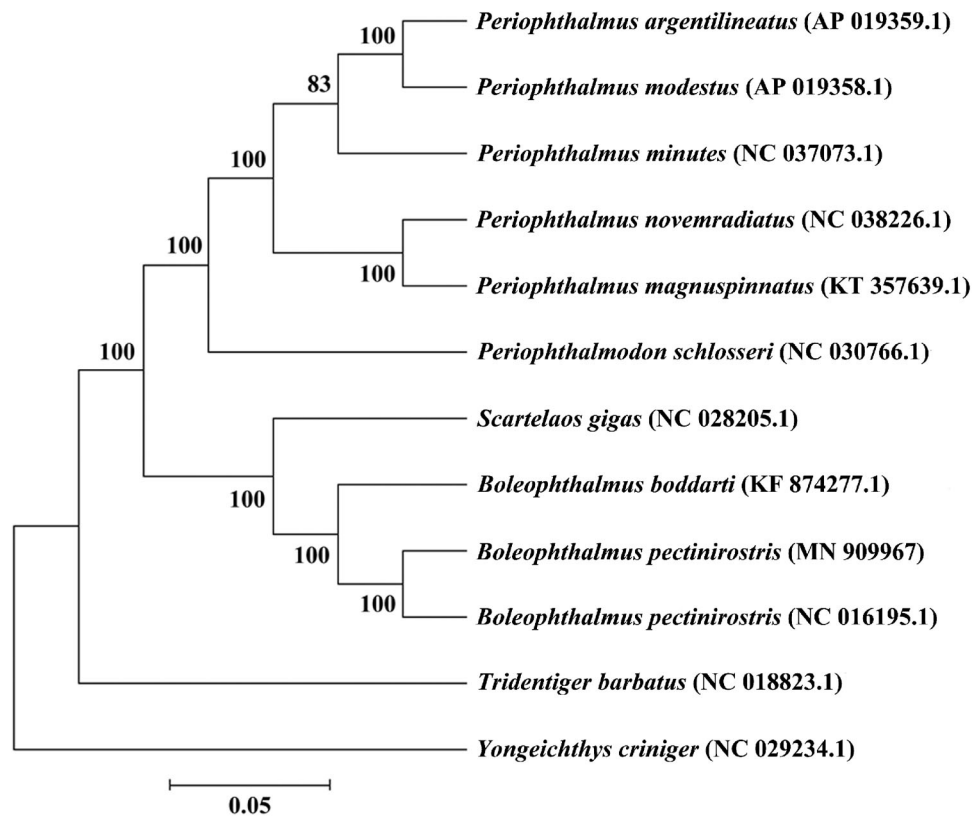 Periophthalmus argentilineatus (AP 019359.1)
100
Periophthalmus modestus (AP 019358.1)
83
Periophthalmus minutes (NC 037073.1)
100
Periophthalmus novemradiatus (NC 038226.1)
100
100
Periophthalmus magnuspinnatus (KT 357639.1)
100
Periophthalmodon schlosseri (NC 030766.1)
Scartelaos gigas (NC 028205.1)
100
Boleophthalmus boddarti (KF 874277.1)
100
Boleophthalmus pectinirostris (MN 909967)
100
Boleophthalmus pectinirostris (NC 016195.1)
Tridentiger barbatus (NC 018823.1)
Yongeichthys criniger (NC 029234.1)
0.05